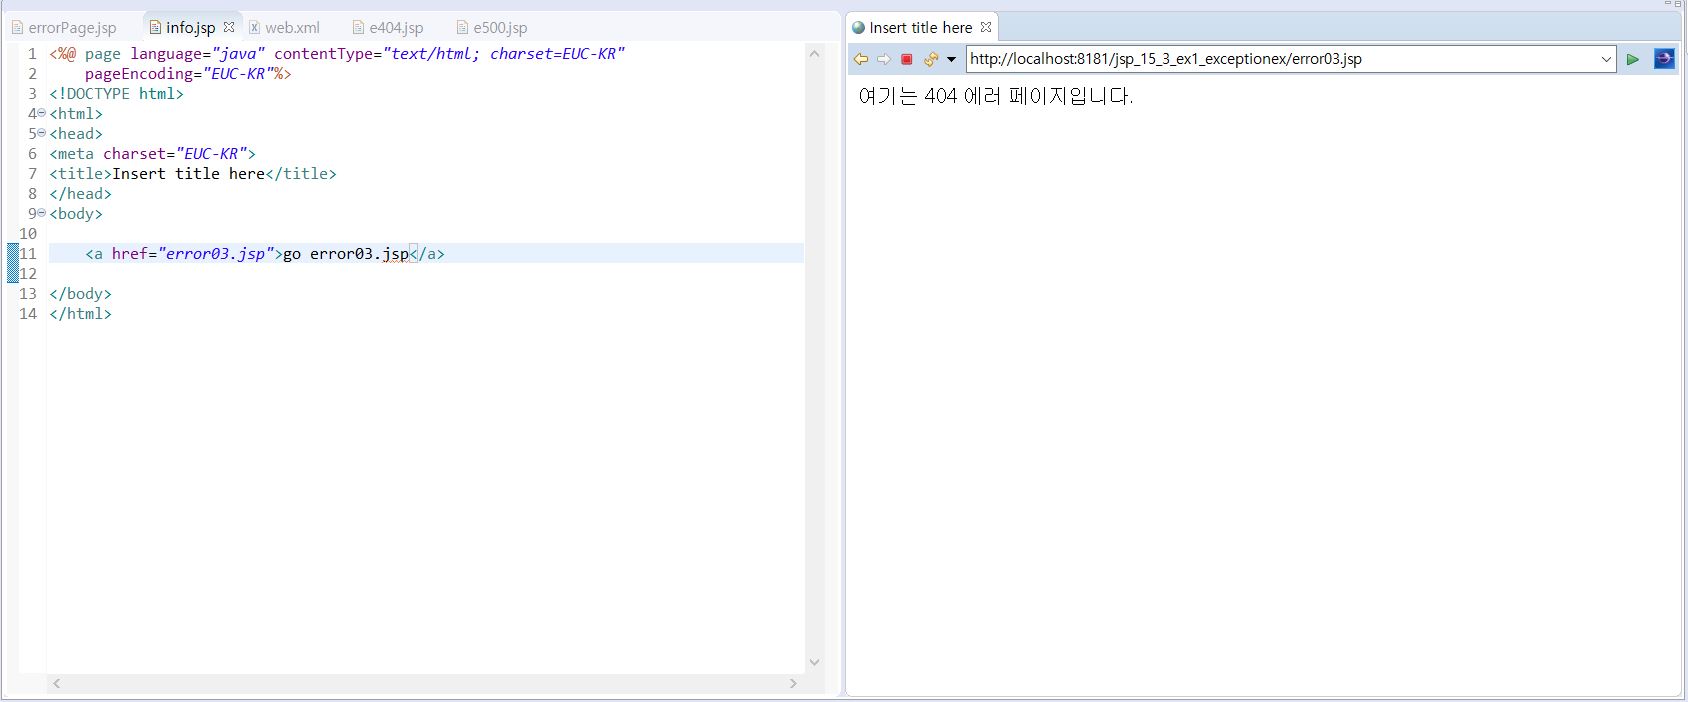 errorPage.jsp info.jsp web.xml e404.jsp e500.jsp
1 <%@ page language="java" contentType="text/html; charset=EUC-KR"
2 pageEncoding="EUC-KR"%>
3 <!DOCTYPE html>
4 <html>
5 <head>
6 <meta charset="EUC-KR">
7 <title>Insert title here</title>
8 </head>
9 <body>
10
11 <a href="error03.jsp">go error03.jsp</a>
12
13 </body>
14 </html>
Insert title here
http://localhost:8181/jsp_15_3_ex1_exceptionex/error03.jsp
여기는 404 에러 페이지입니다.